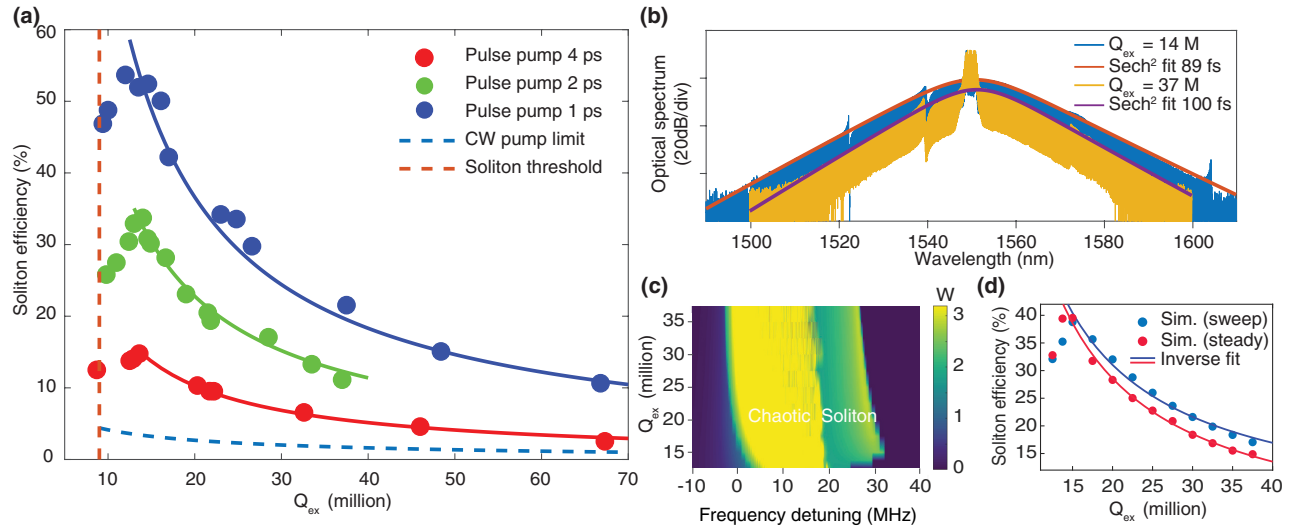 (a)
60
50
40
30
20
10
0
Soliton efficiency (%)
10
20
30
40
50
60
70
Q_ex (million)
Pulse pump 4 ps
Pulse pump 2 ps
Pulse pump 1 ps
CW pump limit
Soliton threshold
(b)
Optical spectrum
(20dB/div)
Q_ex = 14 M
Sech² fit 89 fs
Q_ex = 37 M
Sech² fit 100 fs
1500
1520
1540
1560
1580
1600
Wavelength (nm)
(c)
W
35
30
25
20
15
Q_ex (million)
Chaotic
Soliton
3
2
1
0
-10
0
10
20
30
40
Frequency detuning (MHz)
(d)
40
35
30
25
20
15
Soliton efficiency (%)
Sim. (sweep)
Sim. (steady)
Inverse fit
15
20
25
30
35
40
Q_ex (million)